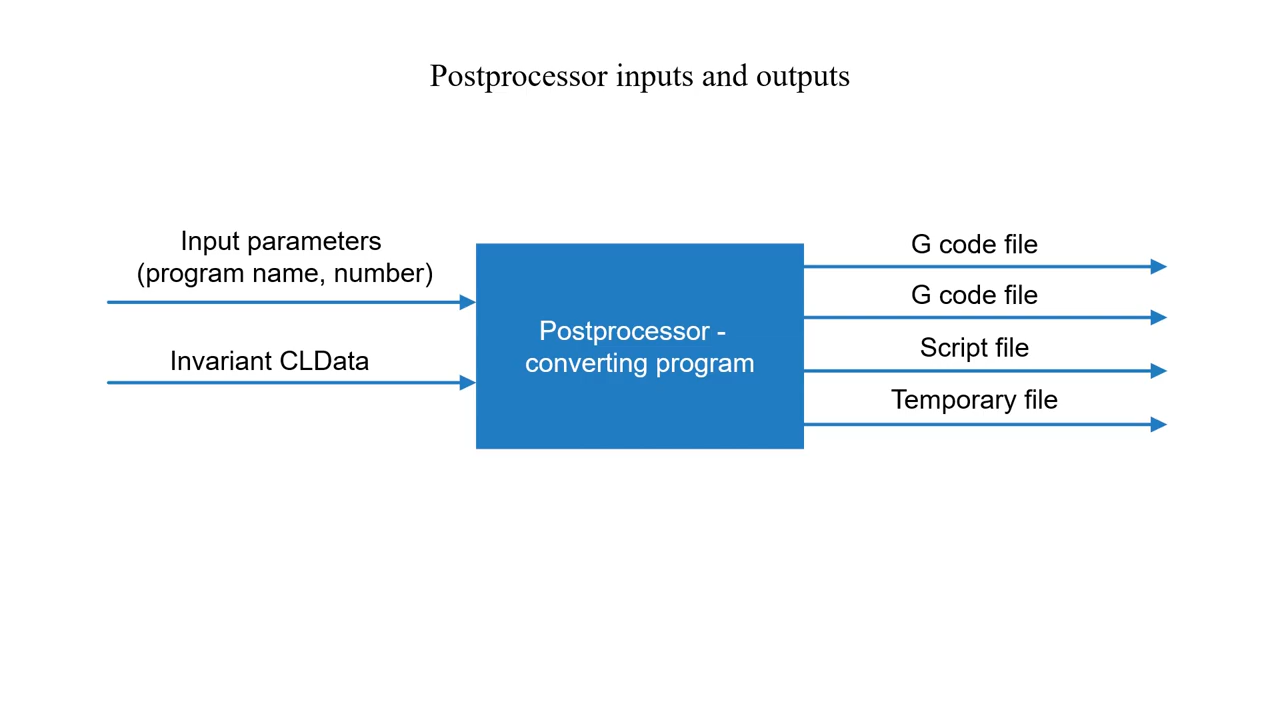 Postprocessor inputs and outputs
Input parameters
(program name, number)
Invariant CLData
Postprocessor -
converting program
G code file
G code file
Script file
Temporary file